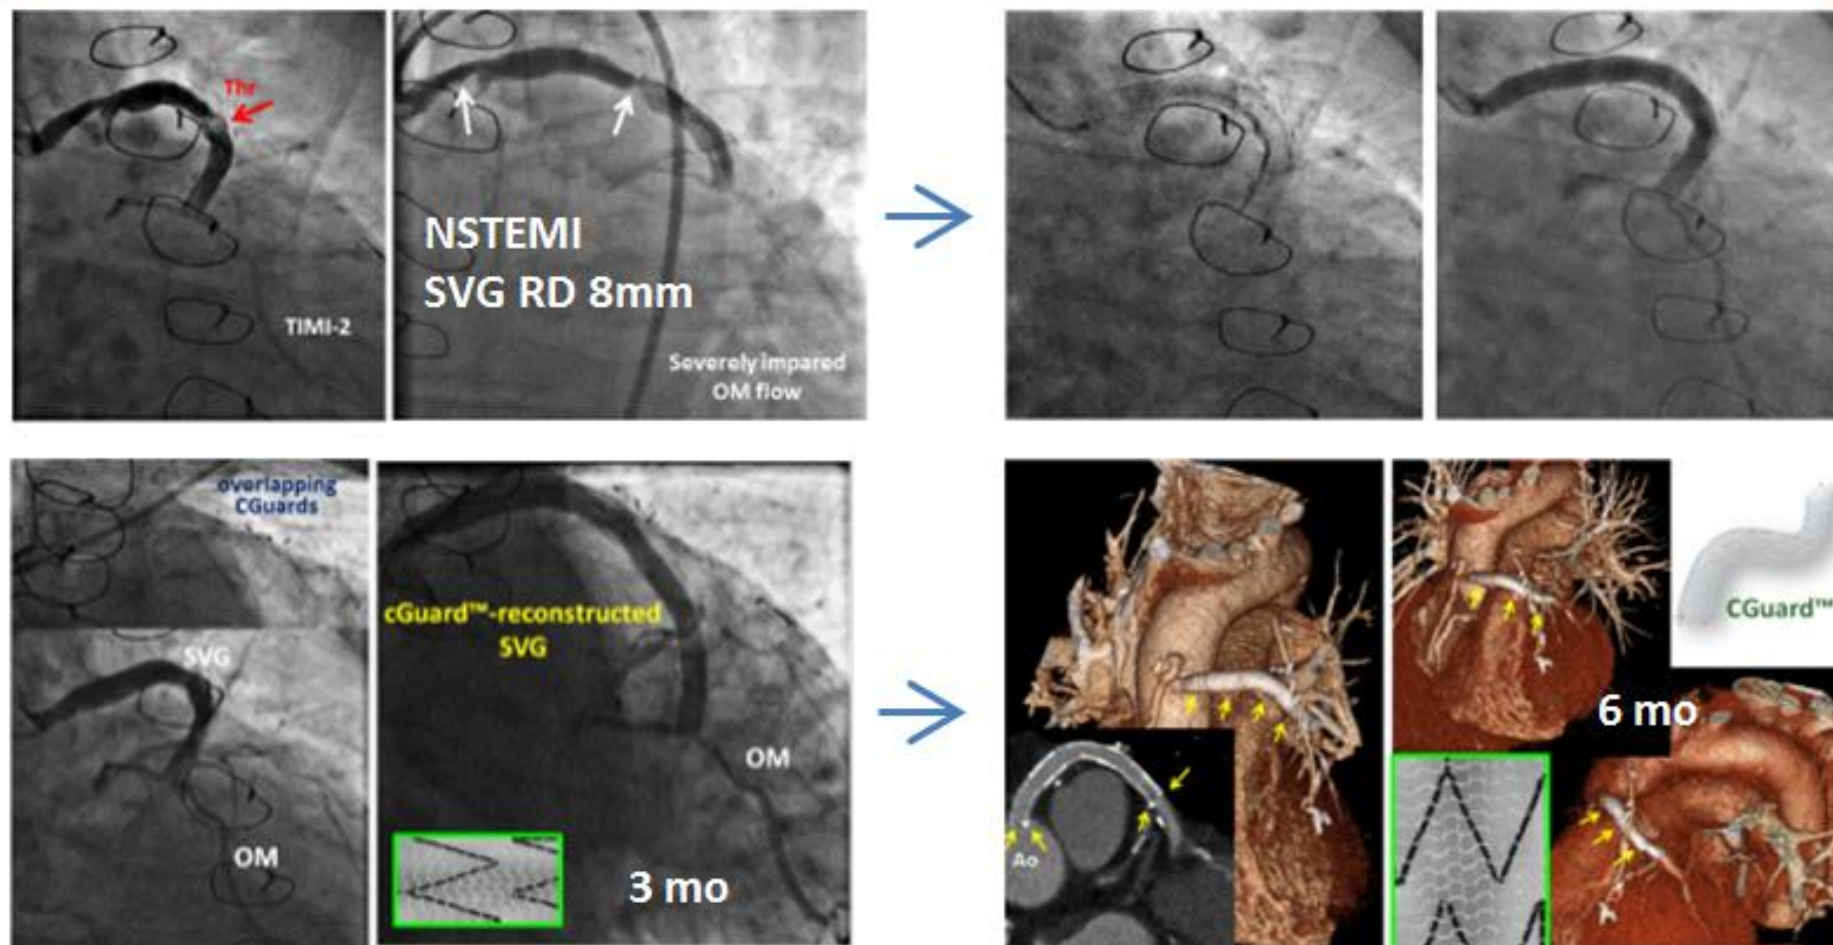 Thr
TIMI-2
NSTEMI
SVG RD 8mm
Severely impared
OM flow
overlapping
CGuards
SVG
OM
cGuard™-reconstructed
SVG
OM
3 mo
Ao
6 mo
CGuard™